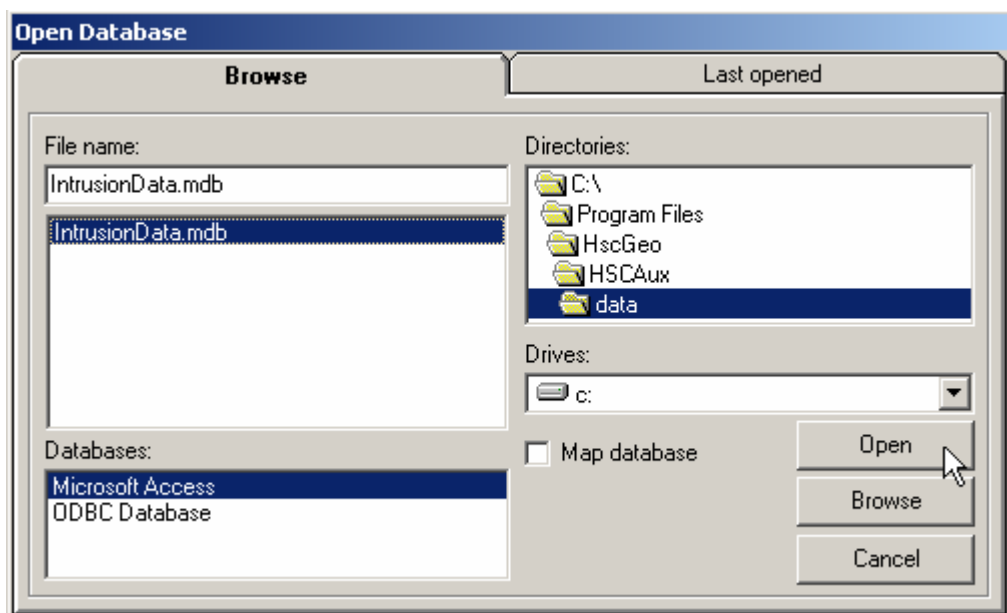 Open Database
Browse
Last opened
File name:
IntrusionData.mdb
IntrusionData.mdb
Databases:
Microsoft Access
ODBC Database
Directories:
C:\
Program Files
HscGeo
HSCAux
data
Drives:
c:
Map database
Open
Browse
Cancel